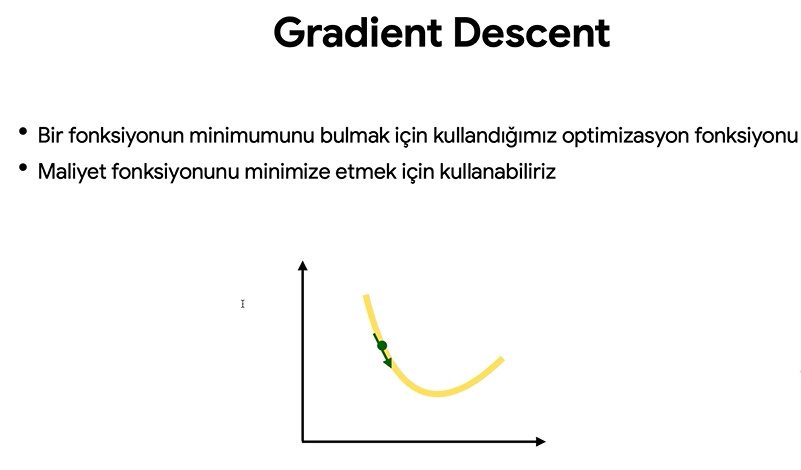 Gradient Descent
• Bir fonksiyonun minimumunu bulmak için kullandığımız optimizasyon fonksiyonu
• Maliyet fonksiyonunu minimize etmek için kullanabiliriz